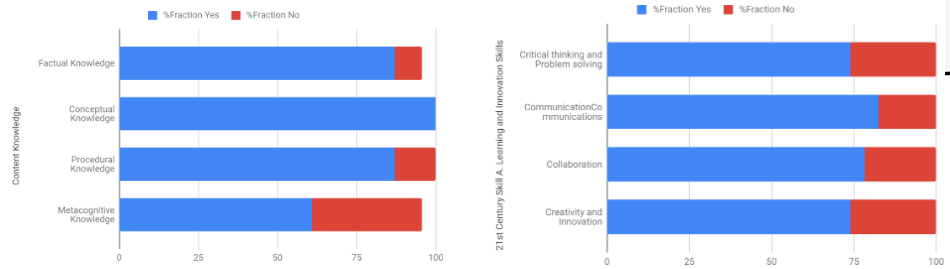 %Fraction Yes %Fraction No
Content Knowledge
Factual Knowledge
Conceptual
Knowledge
Procedural
Knowledge
Metacognitive
Knowledge
0 25 50 75 100
%Fraction Yes %Fraction No
21st Century Skill A. Learning and Innovation Skills
Critical thinking and
Problem solving
CommunicationCo
mmunications
Collaboration
Creativity and
Innovation
0 25 50 75 100